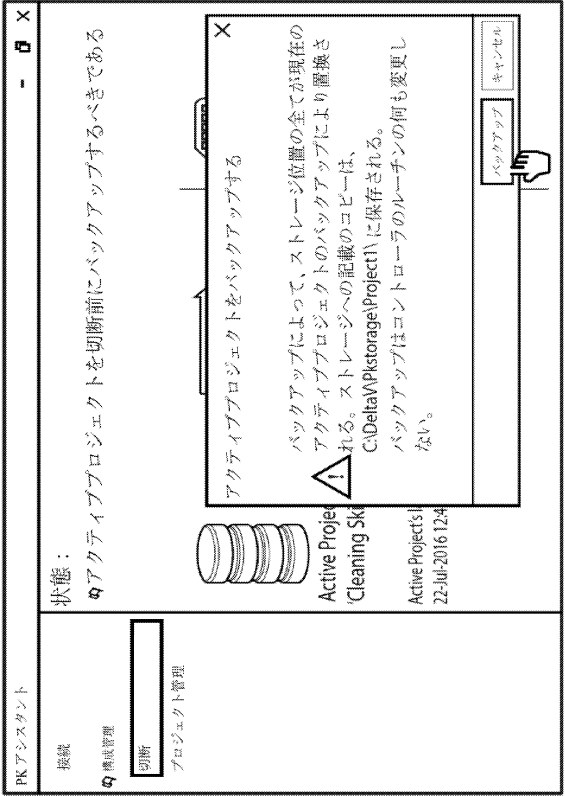 PKアシスタント
接続
構成管理
切断
プロジェクト管理
状態：
アクティブプロジェクトを切断前にバックアップするべきである
Active Projec
'Cleaning Ski
Active Project's l
22-Jul-2016 12:4
アクティブプロジェクトをバックアップする
バックアップによって、ストレージ位置の全てが現在の
アクティブプロジェクトのバックアップにより置換さ
れる。ストレージへの記載のコピーは、
C:\DeltaV\Pkstorage\Project1\ に保存される。
バックアップはコントローラのルーチンの何も変更し
ない。
バックアップ
キャンセル